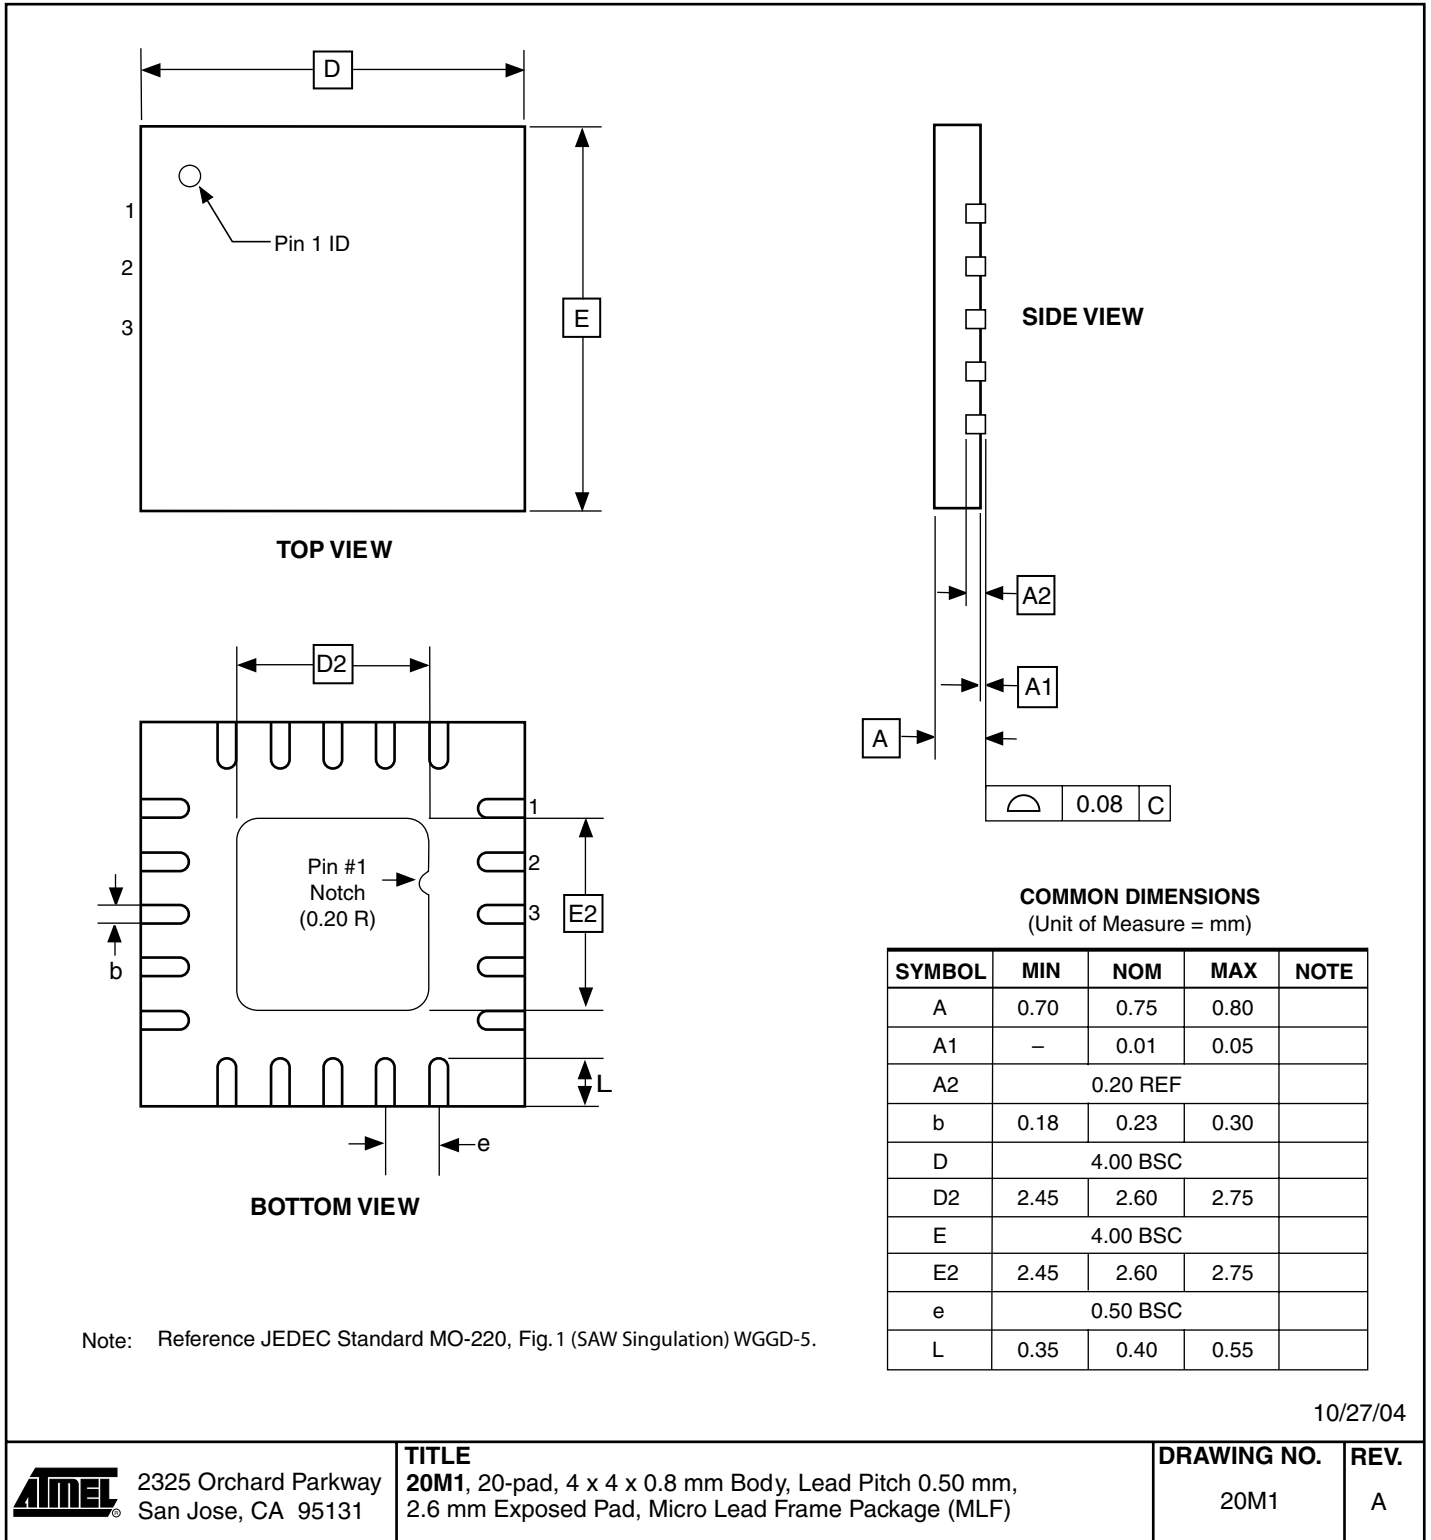 D
1
2
3
Pin 1 ID
E
TOP VIEW
SIDE VIEW
A2
A1
A
0.08 C
D2
1
2
3
Pin #1
Notch
(0.20 R)
E2
b
L
e
BOTTOM VIEW
COMMON DIMENSIONS
(Unit of Measure = mm)
SYMBOL MIN NOM MAX NOTE
A 0.70 0.75 0.80
A1 – 0.01 0.05
A2 0.20 REF
b 0.18 0.23 0.30
D 4.00 BSC
D2 2.45 2.60 2.75
E 4.00 BSC
E2 2.45 2.60 2.75
e 0.50 BSC
L 0.35 0.40 0.55
Note: Reference JEDEC Standard MO-220, Fig. 1 (SAW Singulation) WGGD-5.
10/27/04
ATMEL ®
2325 Orchard Parkway
San Jose, CA 95131
TITLE
20M1, 20-pad, 4 x 4 x 0.8 mm Body, Lead Pitch 0.50 mm,
2.6 mm Exposed Pad, Micro Lead Frame Package (MLF)
DRAWING NO.
20M1
REV.
A